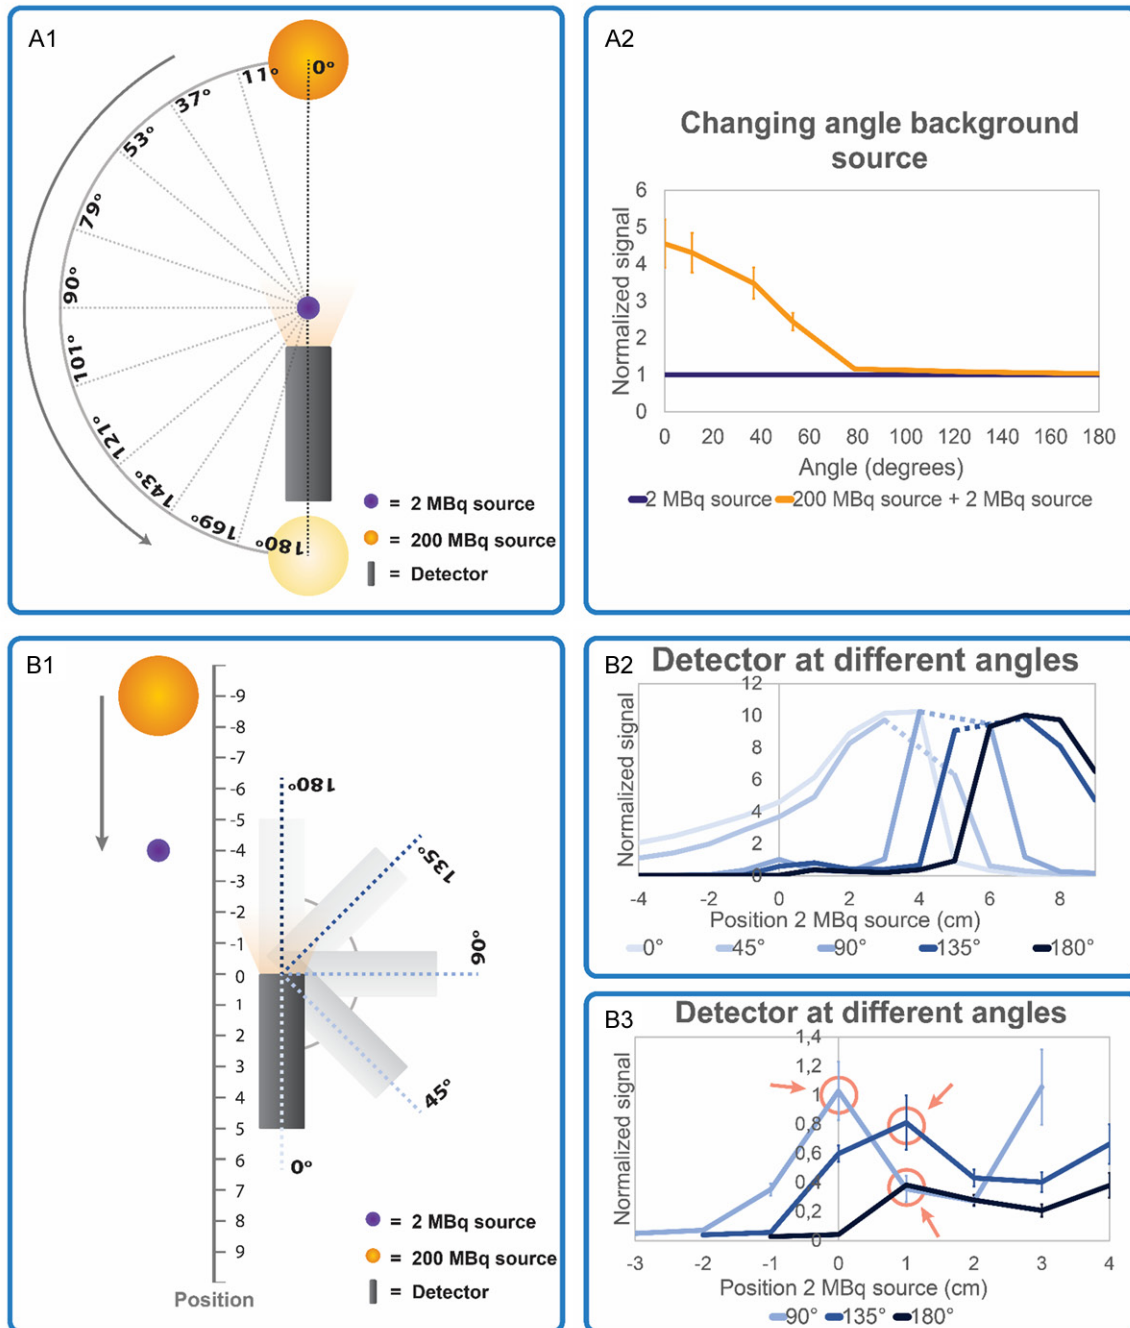 A1
0°
11°
37°
53°
79°
90°
101°
121°
143°
169°
180°
= 2 MBq source
= 200 MBq source
= Detector
A2
Changing angle background
source
Normalized signal
6
5
4
3
2
1
0
0 20 40 60 80 100 120 140 160 180
Angle (degrees)
2 MBq source 200 MBq source + 2 MBq source
B1
-9
-8
-7
-6
-5
-4
-3
-2
-1
0
1
2
3
4
5
6
7
8
9
Position
180°
135°
90°
45°
0°
= 2 MBq source
= 200 MBq source
= Detector
B2
Detector at different angles
Normalized signal
12
10
8
6
4
2
0
-4 -2 0 2 4 6 8
Position 2 MBq source (cm)
0° 45° 90° 135° 180°
B3
Detector at different angles
Normalized signal
1,4
1,2
1
0,8
0,6
0,4
0,2
0
-3 -2 -1 0 1 2 3 4
Position 2 MBq source (cm)
90° 135° 180°